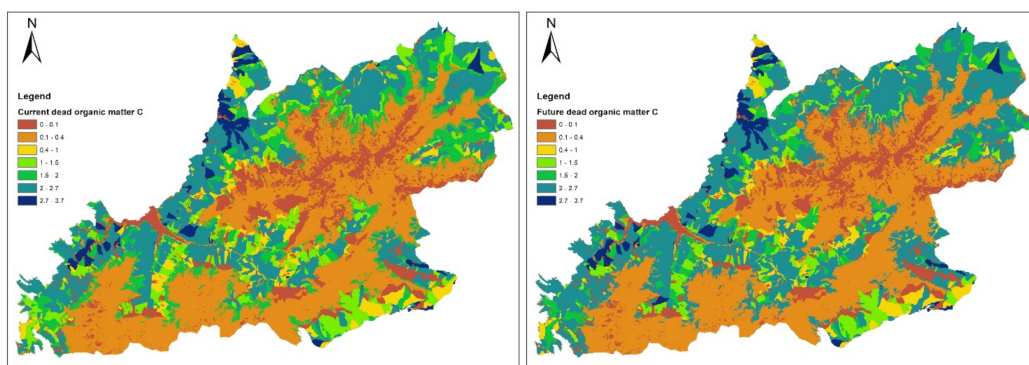 N
Legend
Current dead organic matter C
0 - 0.1
0.1 - 0.4
0.4 - 1
1 - 1.5
1.5 - 2
2 - 2.7
2.7 - 3.7
N
Legend
Future dead organic matter C
0 - 0.1
0.1 - 0.4
0.4 - 1
1 - 1.5
1.5 - 2
2 - 2.7
2.7 - 3.7